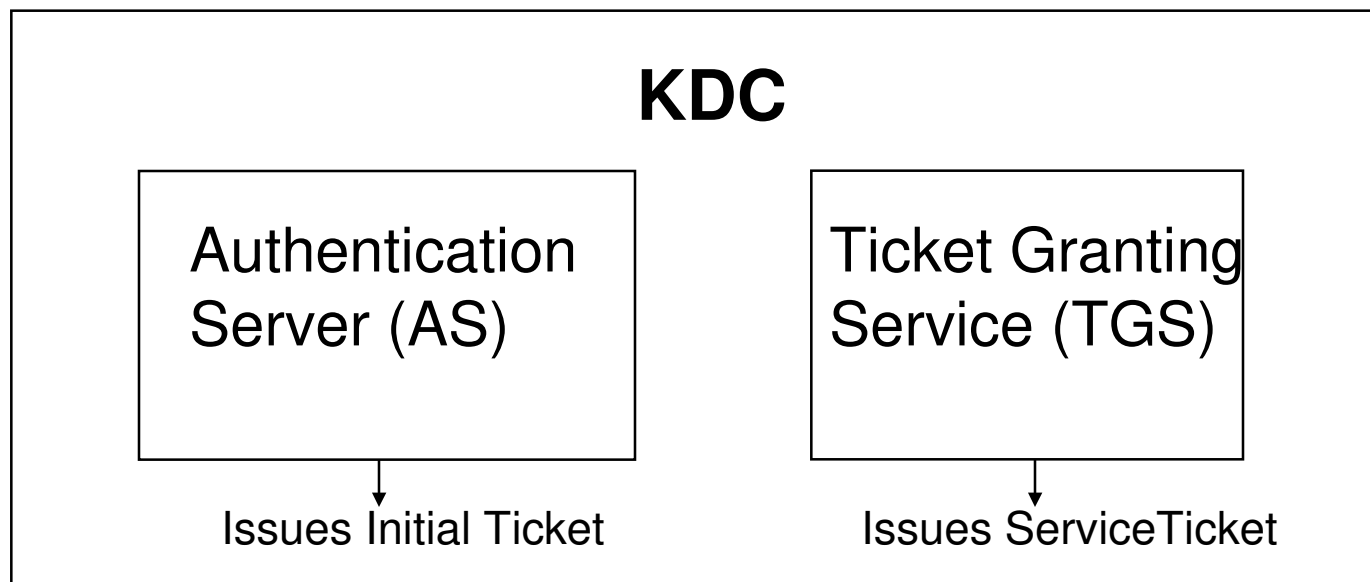 KDC
Authentication
Server (AS)
Ticket Granting
Service (TGS)
Issues Initial Ticket
Issues ServiceTicket